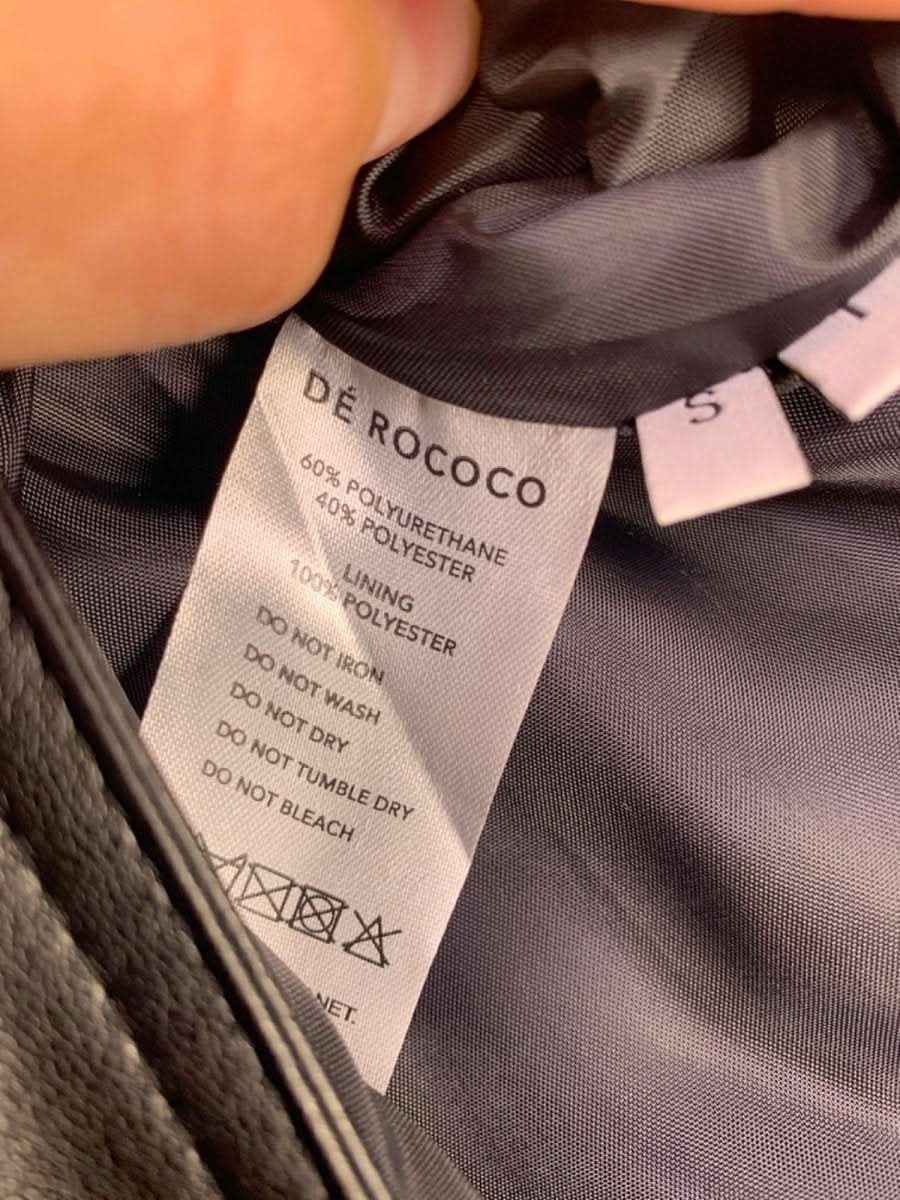 DÉ ROCOCO
60% POLYURETHANE
40% POLYESTER
LINING
100% POLYESTER
DO NOT IRON
DO NOT WASH
DO NOT DRY
DO NOT TUMBLE DRY
DO NOT BLEACH
NET.
S